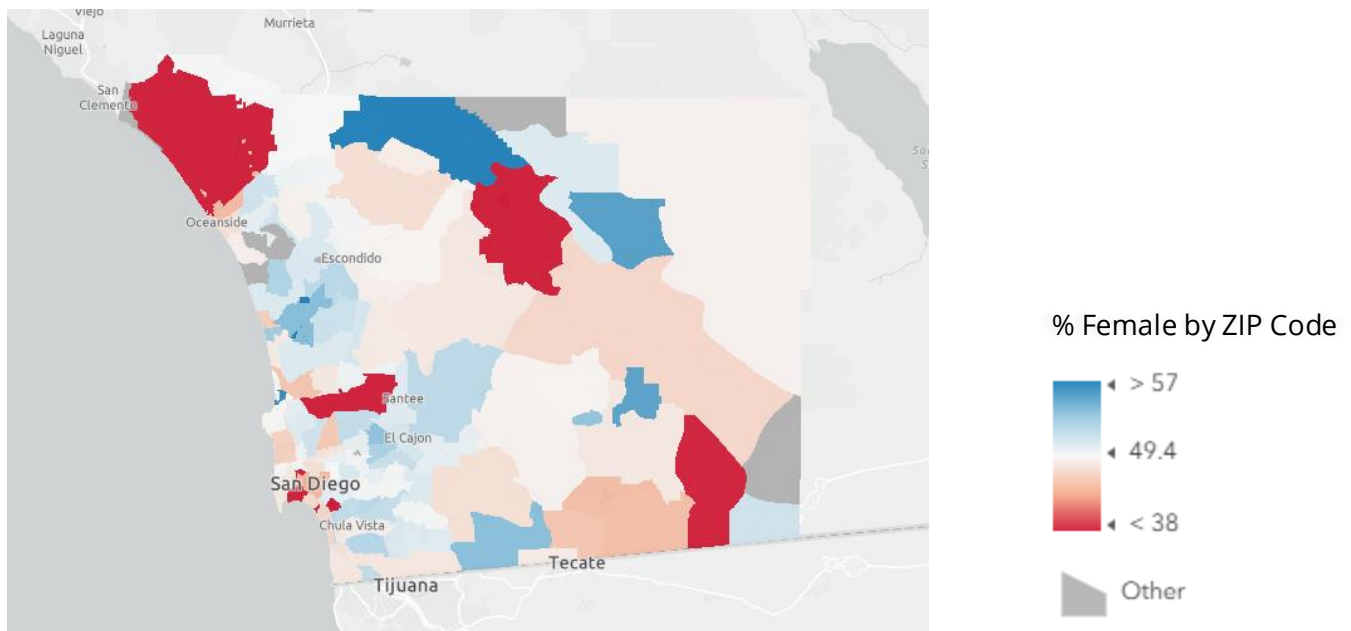 Viejo
Murrieta
Laguna
Niguel
San
Clemente
Oceanside
Escondido
Santee
El Cajon
San Diego
Chula Vista
Tecate
Tijuana
% Female by ZIP Code
> 57
49.4
< 38
Other